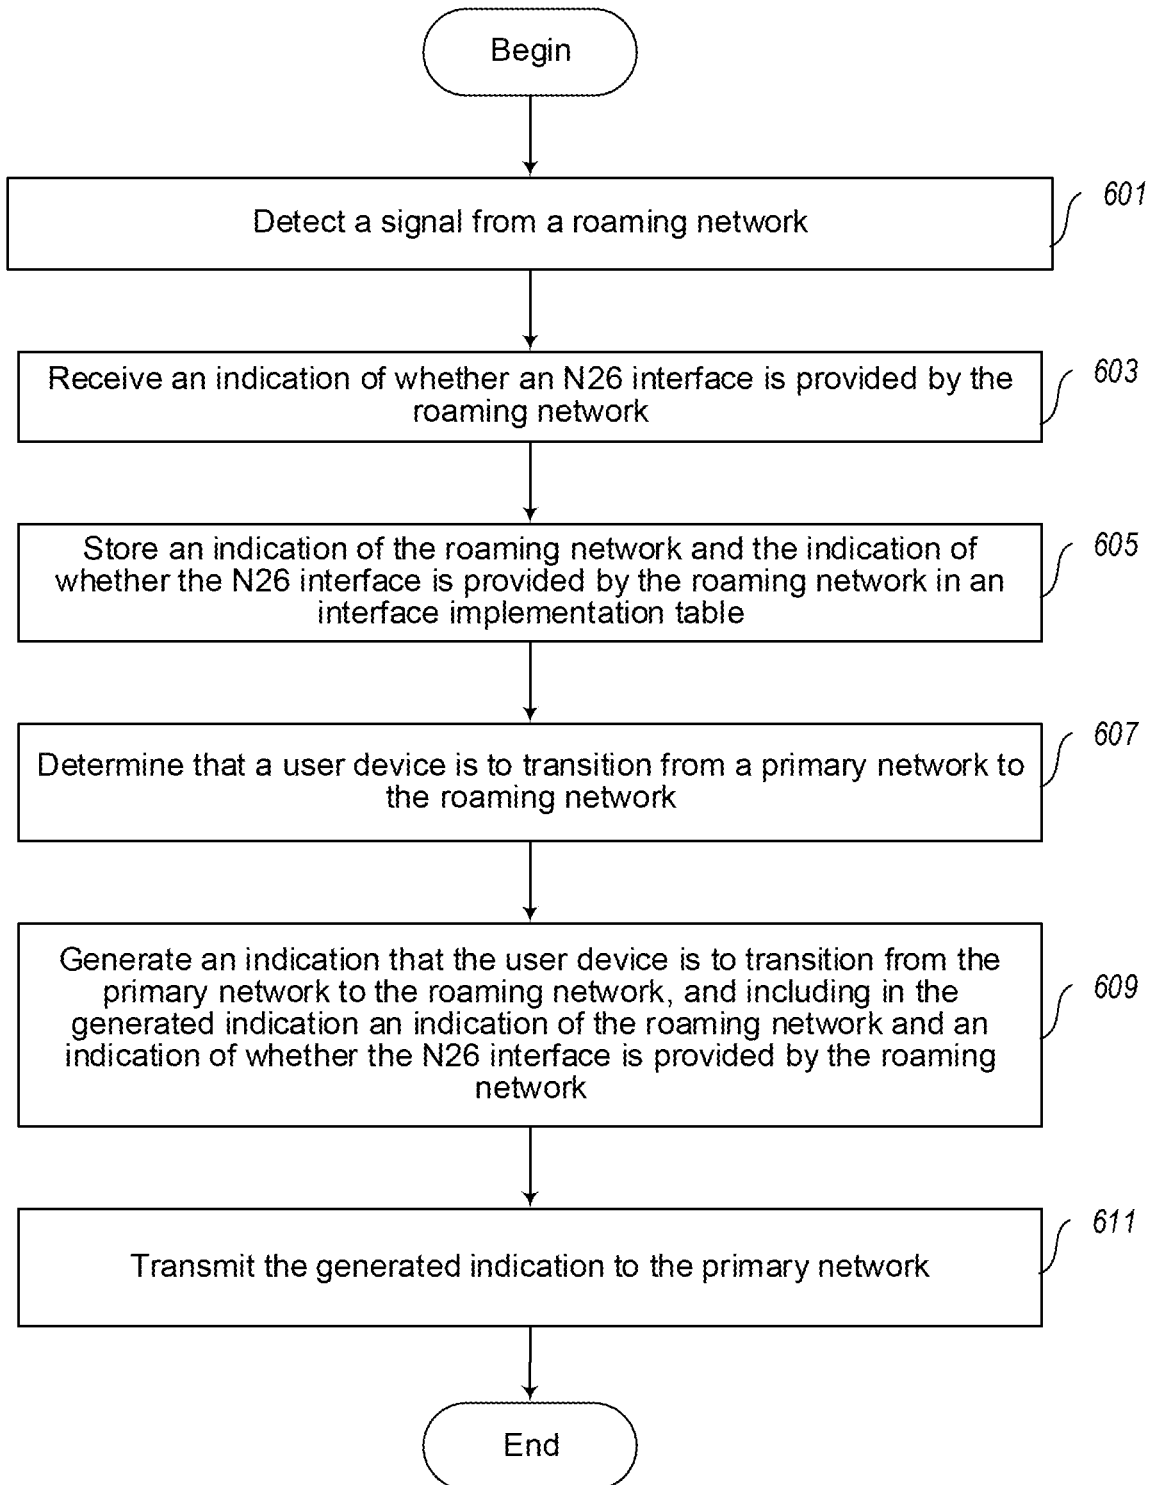 Begin
Detect a signal from a roaming network
601
Receive an indication of whether an N26 interface is provided by the
roaming network
603
Store an indication of the roaming network and the indication of
whether the N26 interface is provided by the roaming network in an
interface implementation table
605
Determine that a user device is to transition from a primary network to
the roaming network
607
Generate an indication that the user device is to transition from the
primary network to the roaming network, and including in the
generated indication an indication of the roaming network and an
indication of whether the N26 interface is provided by the roaming
network
609
Transmit the generated indication to the primary network
611
End